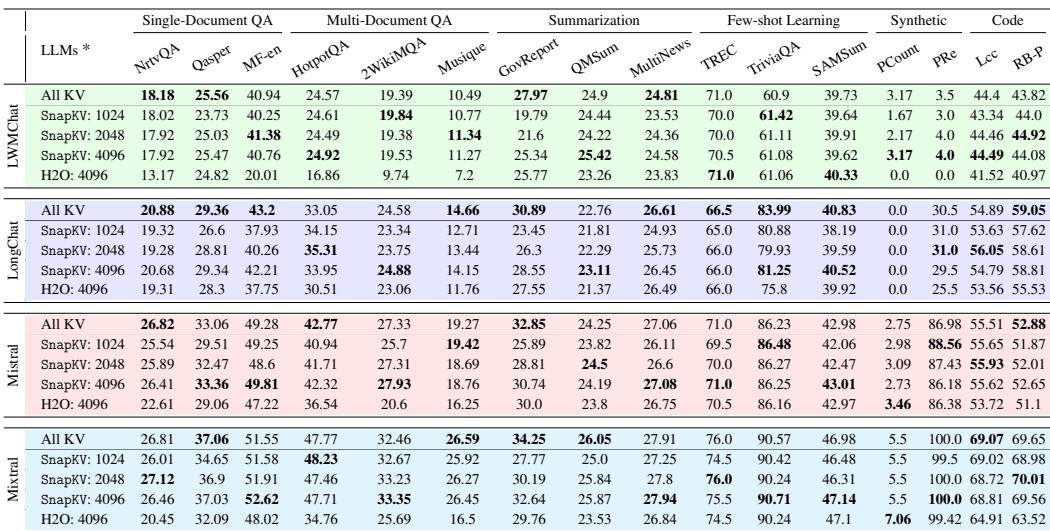 Single-Document QA Multi-Document QA Summarization Few-shot Learning Synthetic Code
LLMs * NrtvQA Qasper MF-en HotpotQA 2WikiMQA Musique GovReport QMSum MultiNews TREC TriviaQA SAMSum PCount PRe Lcc RB-P
LWMChat
All KV 18.18 25.56 40.94 24.57 19.39 10.49 27.97 24.9 24.81 71.0 60.9 39.73 3.17 3.5 44.4 43.82
SnapKV: 1024 18.02 23.73 40.25 24.61 19.84 10.77 19.79 24.44 23.53 70.0 61.42 39.64 1.67 3.0 43.34 44.0
SnapKV: 2048 17.92 25.03 41.38 24.49 19.38 11.34 21.6 24.22 24.36 70.0 61.11 39.91 2.17 4.0 44.46 44.92
SnapKV: 4096 17.92 25.47 40.76 24.92 19.53 11.27 25.34 25.42 24.58 70.5 61.08 39.62 3.17 4.0 44.49 44.08
H2O: 4096 13.17 24.82 20.01 16.86 9.74 7.2 25.77 23.26 23.83 71.0 61.06 40.33 0.0 0.0 41.52 40.97
LongChat
All KV 20.88 29.36 43.2 33.05 24.58 14.66 30.89 22.76 26.61 66.5 83.99 40.83 0.0 30.5 54.89 59.05
SnapKV: 1024 19.32 26.6 37.93 34.15 23.34 12.71 23.45 21.81 24.93 65.0 80.88 38.19 0.0 31.0 53.63 57.62
SnapKV: 2048 19.28 28.81 40.26 35.31 23.75 13.44 26.3 22.29 25.73 66.0 79.93 39.59 0.0 31.0 56.05 58.61
SnapKV: 4096 20.68 29.34 42.21 33.95 24.88 14.15 28.55 23.11 26.45 66.0 81.25 40.52 0.0 29.5 54.79 58.81
H2O: 4096 19.31 28.3 37.75 30.51 23.06 11.76 27.55 21.37 26.49 66.0 75.8 39.92 0.0 25.5 53.56 55.53
Mistral
All KV 26.82 33.06 49.28 42.77 27.33 19.27 32.85 24.25 27.06 71.0 86.23 42.98 2.75 86.98 55.51 52.88
SnapKV: 1024 25.54 29.51 49.25 40.94 25.7 19.42 25.89 23.82 26.11 69.5 86.48 42.06 2.98 88.56 55.65 51.87
SnapKV: 2048 25.89 32.47 48.6 41.71 27.31 18.69 28.81 24.5 26.6 70.0 86.27 42.47 3.09 87.43 55.93 52.01
SnapKV: 4096 26.41 33.36 49.81 42.32 27.93 18.76 30.74 24.19 27.08 71.0 86.25 43.01 2.73 86.18 55.62 52.65
H2O: 4096 22.61 29.06 47.22 36.54 20.6 16.25 30.0 23.8 26.75 70.5 86.16 42.97 3.46 86.38 53.72 51.1
Mixtral
All KV 26.81 37.06 51.55 47.77 32.46 26.59 34.25 26.05 27.91 76.0 90.57 46.98 5.5 100.0 69.07 69.65
SnapKV: 1024 26.01 34.65 51.58 48.23 32.67 25.92 27.77 25.0 27.25 74.5 90.42 46.48 5.5 99.5 69.02 68.98
SnapKV: 2048 27.12 36.9 51.91 47.46 33.23 26.27 30.19 25.84 27.8 76.0 90.24 46.31 5.5 100.0 68.72 70.01
SnapKV: 4096 26.46 37.03 52.62 47.71 33.35 26.45 32.64 25.87 27.94 75.5 90.71 47.14 5.5 100.0 68.81 69.56
H2O: 4096 20.45 32.09 48.02 34.76 25.69 16.5 29.76 23.53 26.84 74.5 90.24 47.1 7.06 99.42 64.91 63.52